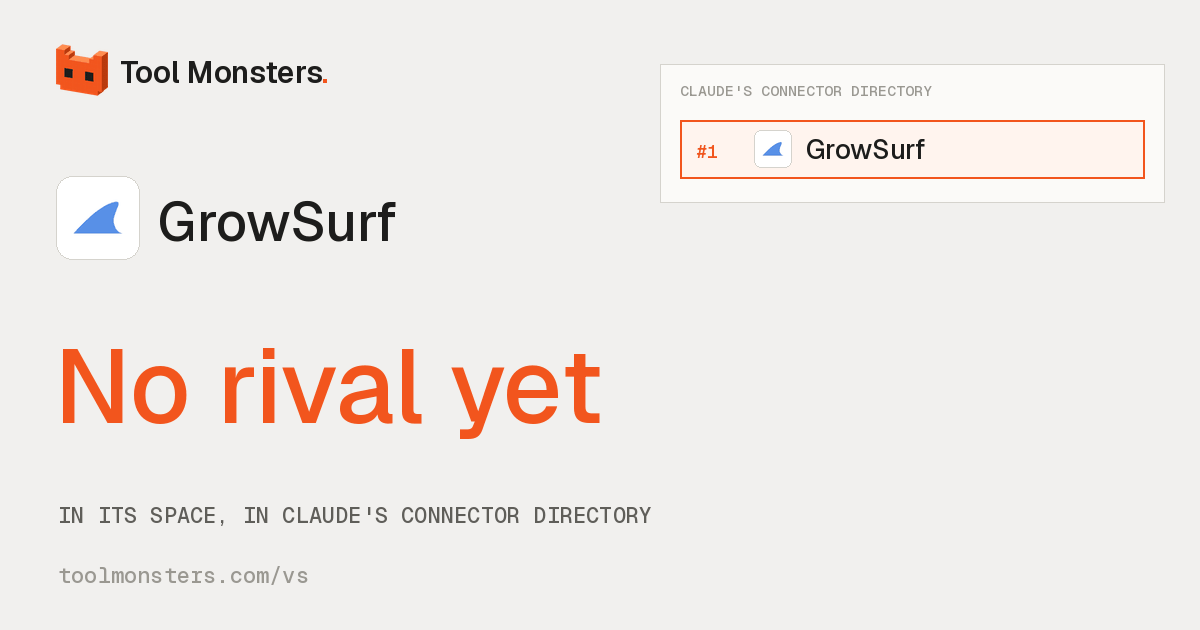 Tool Monsters.
GrowSurf
No rival yet
IN ITS SPACE, IN CLAUDE'S CONNECTOR DIRECTORY
toolmonsters.com/vs
CLAUDE'S CONNECTOR DIRECTORY
#1 GrowSurf